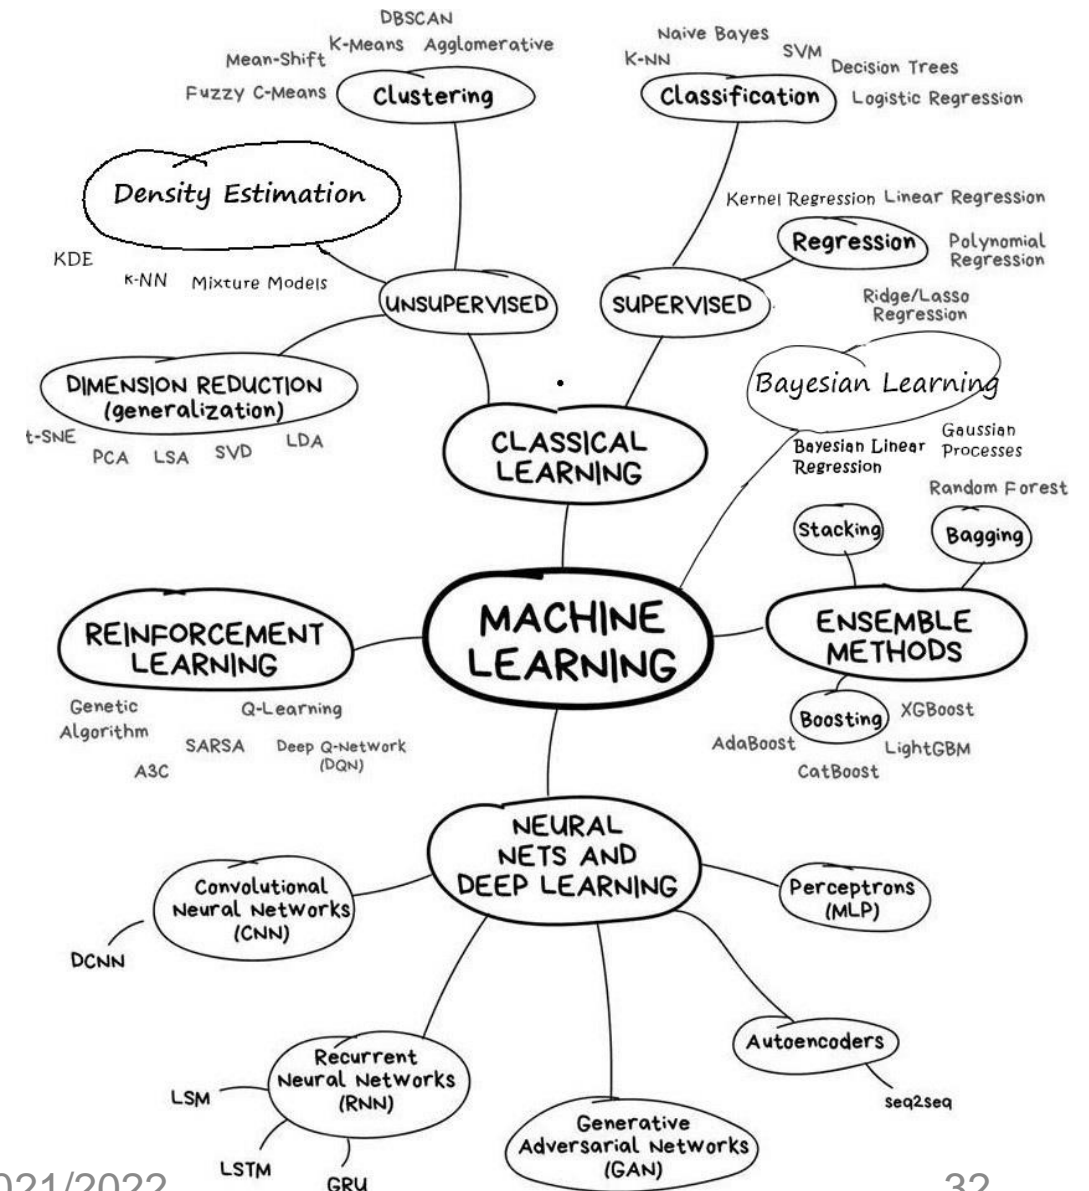 DBSCAN
K-Means
Agglomerative
Mean-Shift
Fuzzy C-Means
Clustering
Naive Bayes
K-NN
SVM
Decision Trees
Classification
Logistic Regression
Density Estimation
KDE
K-NN
Mixture Models
Kernel Regression
Linear Regression
Regression
Polynomial
Regression
Ridge/Lasso
Regression
UNSUPERVISED
SUPERVISED
DIMENSION REDUCTION
(generalization)
t-SNE
PCA
LSA
SVD
LDA
Bayesian Learning
Bayesian Linear
Regression
Gaussian
Processes
CLASSICAL
LEARNING
Random Forest
Stacking
Bagging
MACHINE
LEARNING
REINFORCEMENT
LEARNING
Genetic
Algorithm
Q-Learning
SARSA
Deep Q-Network
(DQN)
A3C
ENSEMBLE
METHODS
Boosting
XGBoost
AdaBoost
LightGBM
CatBoost
NEURAL
NETS AND
DEEP LEARNING
Convolutional
Neural Networks
(CNN)
DCNN
Perceptrons
(MLP)
Recurrent
Neural Networks
(RNN)
LSM
LSTM
GRU
Autoencoders
seq2seq
Generative
Adversarial Networks
(GAN)
021/2022
32